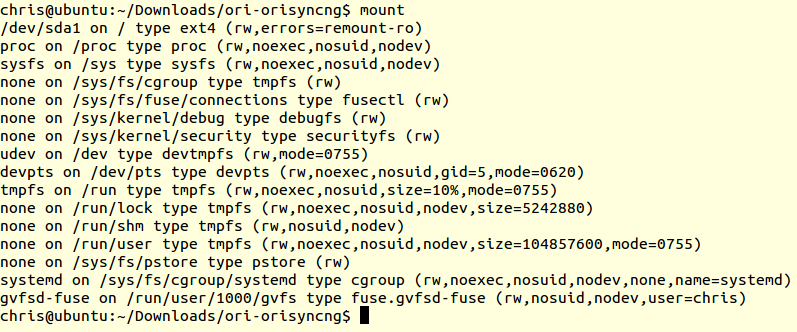 chris@ubuntu:~/Downloads/ori-orisyncng$ mount
/dev/sda1 on / type ext4 (rw,errors=remount-ro)
proc on /proc type proc (rw,noexec,nosuid,nodev)
sysfs on /sys type sysfs (rw,noexec,nosuid,nodev)
none on /sys/fs/cgroup type tmpfs (rw)
none on /sys/fs/fuse/connections type fusectl (rw)
none on /sys/kernel/debug type debugfs (rw)
none on /sys/kernel/security type securityfs (rw)
udev on /dev type devtmpfs (rw,mode=0755)
devpts on /dev/pts type devpts (rw,noexec,nosuid,gid=5,mode=0620)
tmpfs on /run type tmpfs (rw,noexec,nosuid,size=10%,mode=0755)
none on /run/lock type tmpfs (rw,noexec,nosuid,nodev,size=5242880)
none on /run/shm type tmpfs (rw,nosuid,nodev)
none on /run/user type tmpfs (rw,noexec,nosuid,nodev,size=104857600,mode=0755)
none on /sys/fs/pstore type pstore (rw)
systemd on /sys/fs/cgroup/systemd type cgroup (rw,noexec,nosuid,nodev,none,name=systemd)
gvfsd-fuse on /run/user/1000/gvfs type fuse.gvfsd-fuse (rw,nosuid,nodev,user=chris)
chris@ubuntu:~/Downloads/ori-orisyncng$